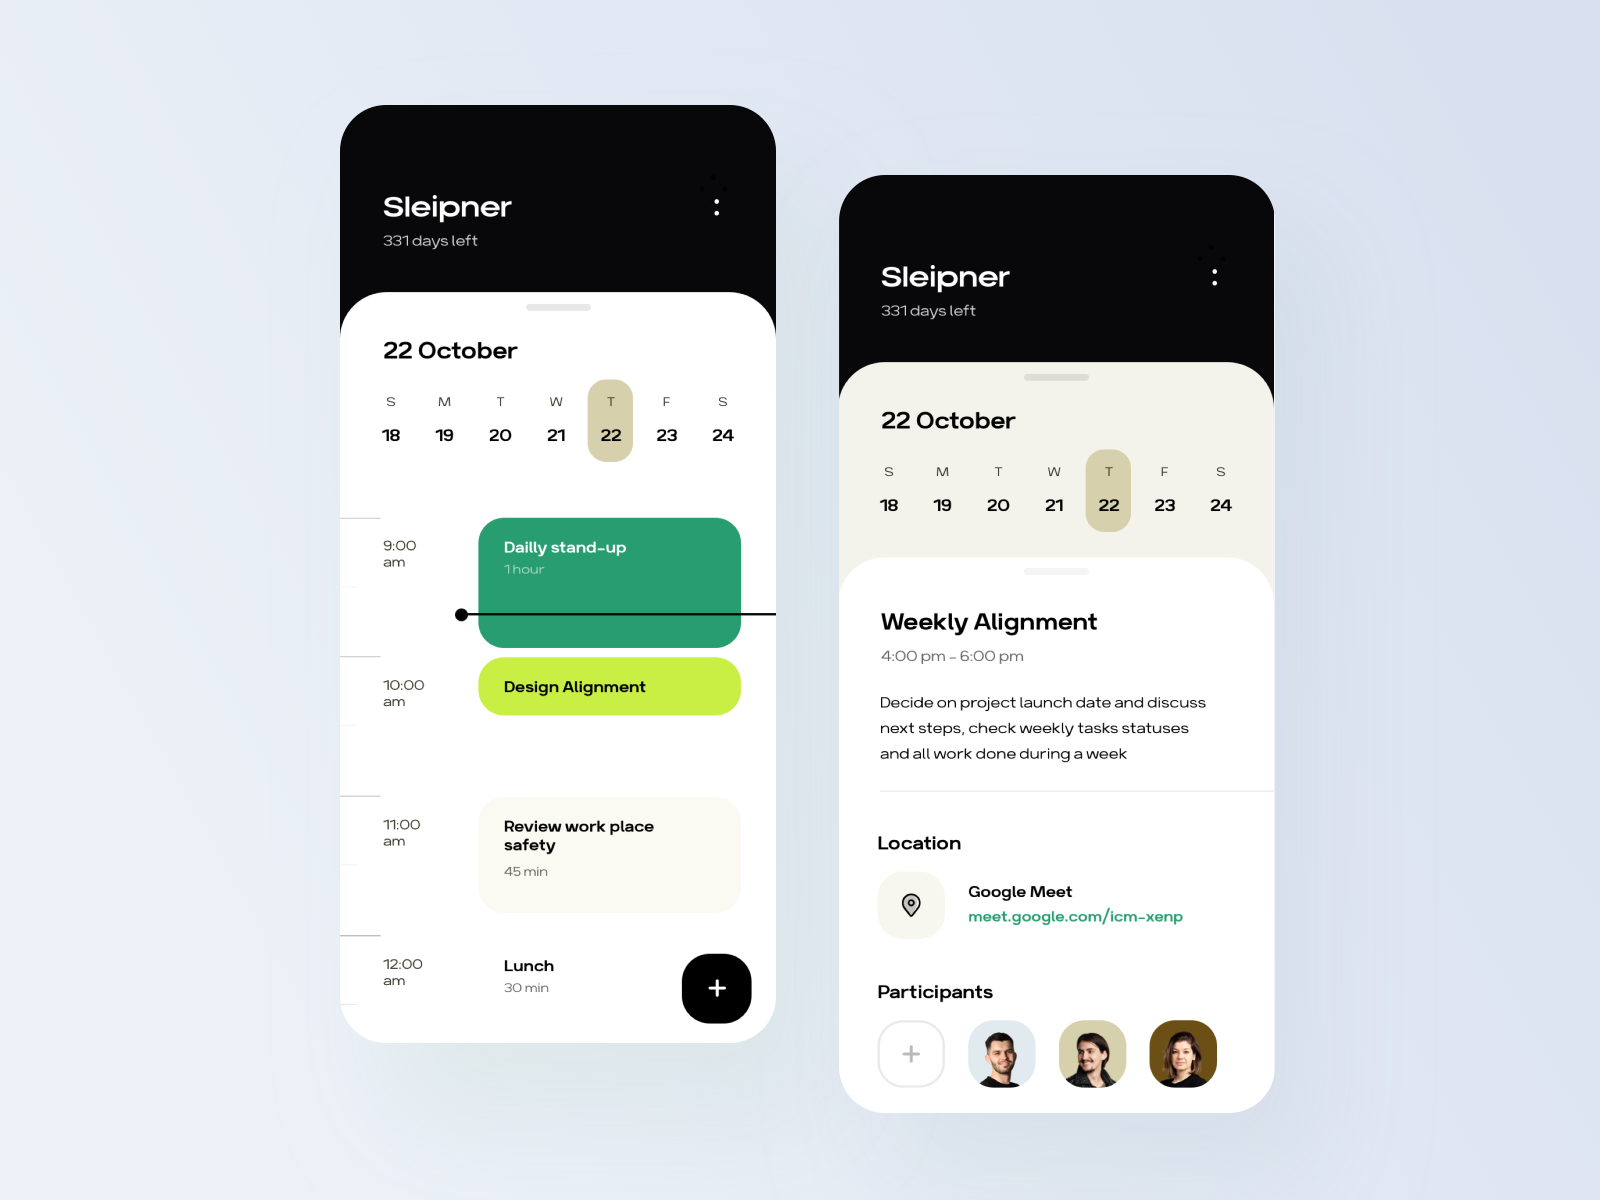 Sleipner
331 days left
22 October
S M T W T F S
18 19 20 21 22 23 24
9:00
am
Dailly stand-up
1 hour
10:00
am
Design Alignment
11:00
am
Review work place
safety
45 min
12:00
am
Lunch
30 min
Sleipner
331 days left
22 October
S M T W T F S
18 19 20 21 22 23 24
Weekly Alignment
4:00 pm - 6:00 pm
Decide on project launch date and discuss
next steps, check weekly tasks statuses
and all work done during a week
Location
Google Meet
meet.google.com/icm-xenp
Participants